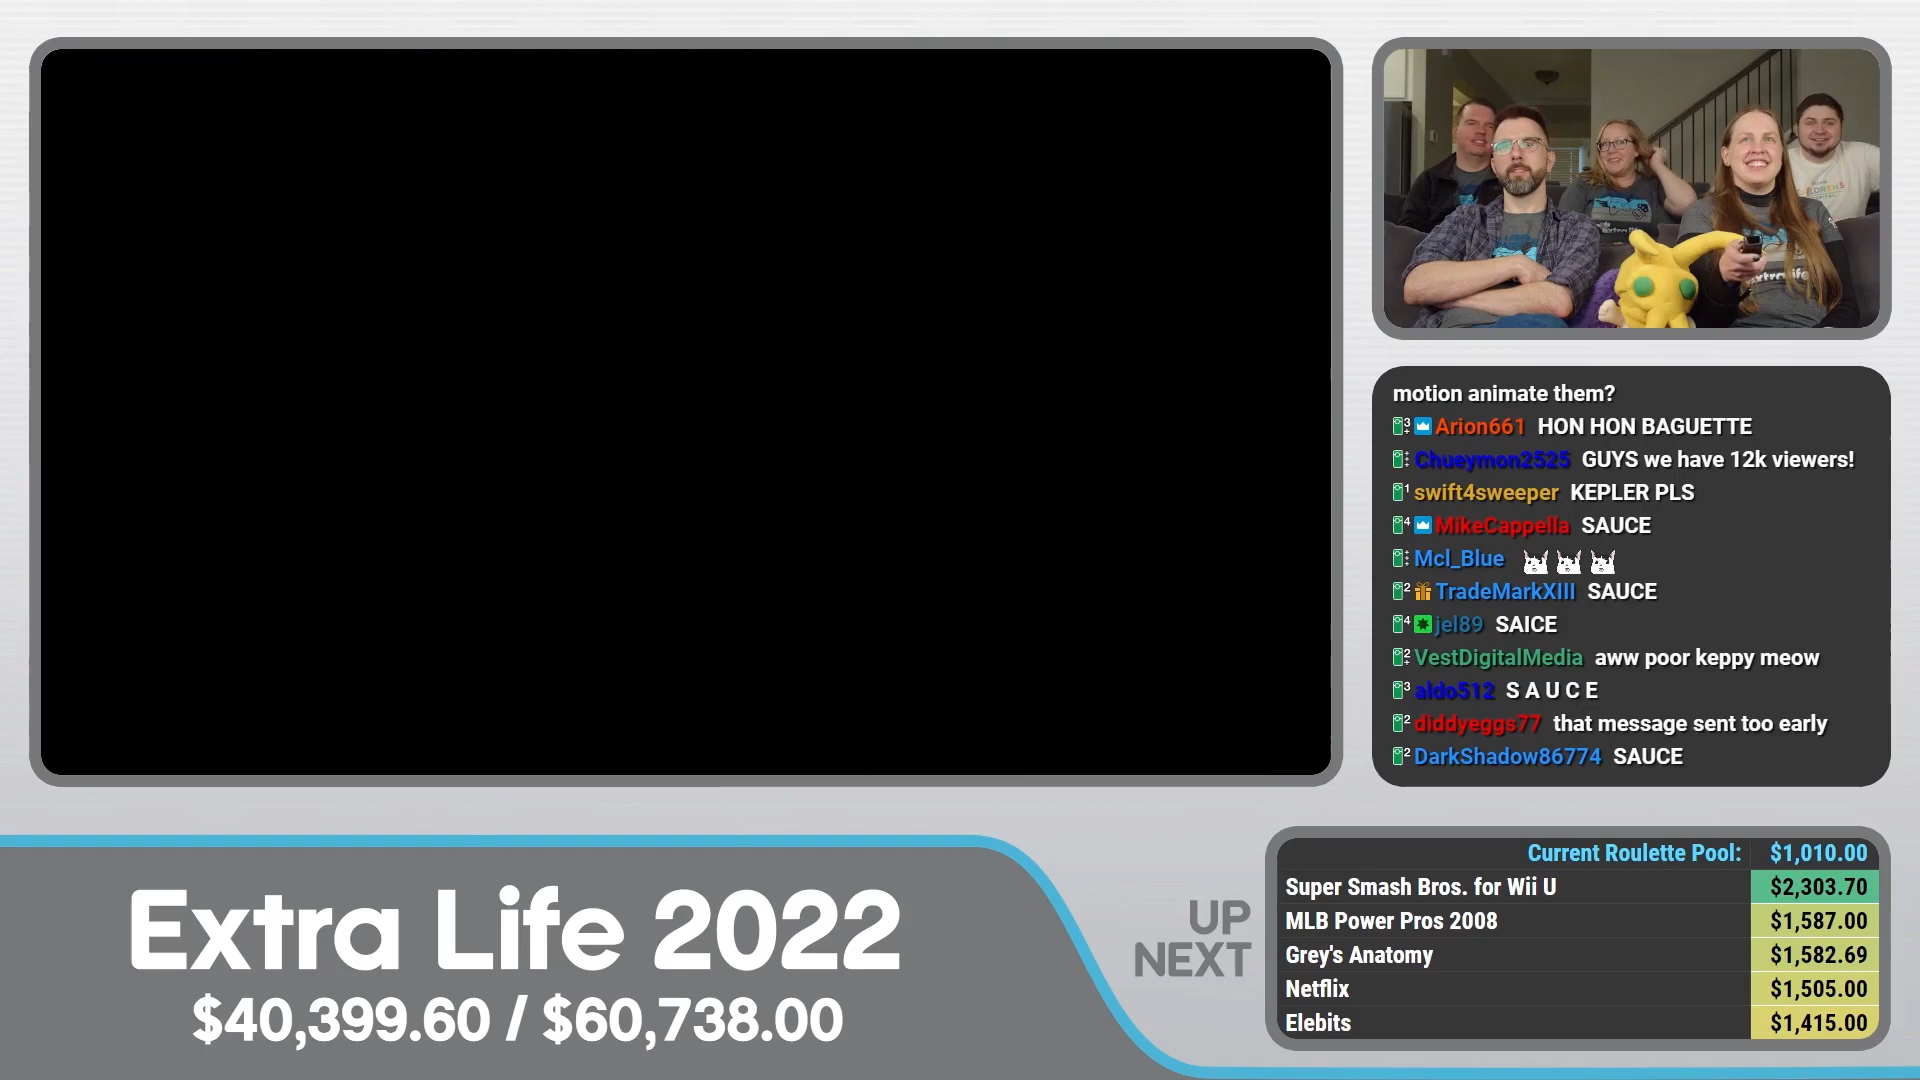 motion animate them?
Arion661 HON HON BAGUETTE
Chueymon2525 GUYS we have 12k viewers!
swift4sweeper KEPLER PLS
MikeCappella SAUCE
Mcl_Blue
TradeMarkXIII SAUCE
jel89 SAICE
VestDigitalMedia aww poor keppy meow
aldo512 S A U C E
diddyeggs77 that message sent too early
DarkShadow86774 SAUCE
Extra Life 2022
$40,399.60 / $60,738.00
UP
NEXT
Current Roulette Pool: $1,010.00
Super Smash Bros. for Wii U $2,303.70
MLB Power Pros 2008 $1,587.00
Grey's Anatomy $1,582.69
Netflix $1,505.00
Elebits $1,415.00